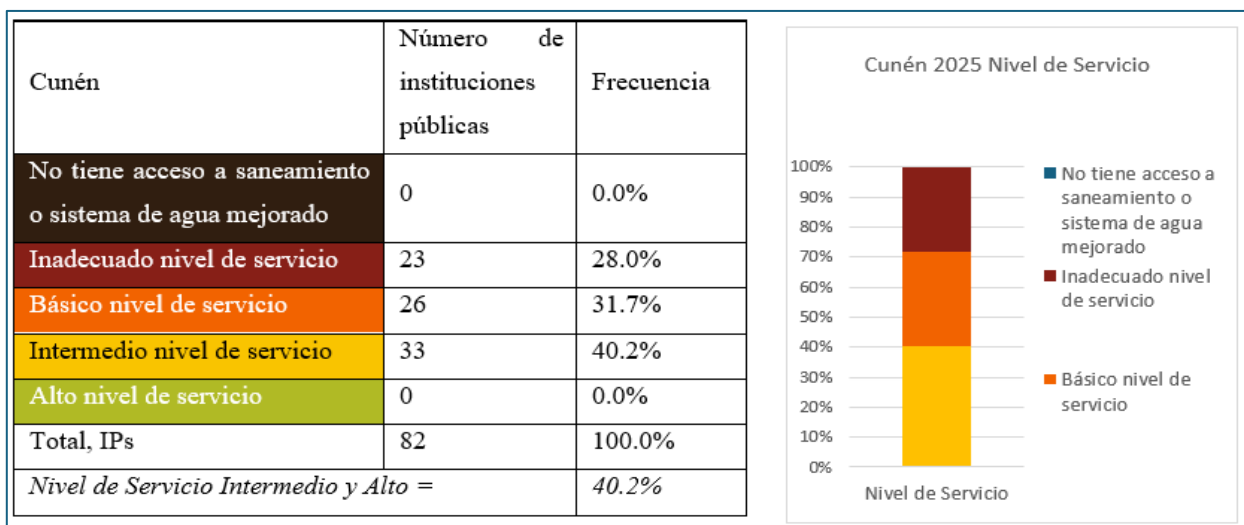 Cunén
Número de
instituciones
públicas
Frecuencia
No tiene acceso a saneamiento
o sistema de agua mejorado
0
0.0%
Inadecuado nivel de servicio
23
28.0%
Básico nivel de servicio
26
31.7%
Intermedio nivel de servicio
33
40.2%
Alto nivel de servicio
0
0.0%
Total, IPs
82
100.0%
Nivel de Servicio Intermedio y Alto =
40.2%
Cunén 2025 Nivel de Servicio
100%
90%
80%
70%
60%
50%
40%
30%
20%
10%
0%
Nivel de Servicio
No tiene acceso a
saneamiento o
sistema de agua
mejorado
Inadecuado nivel
de servicio
Básico nivel de
servicio